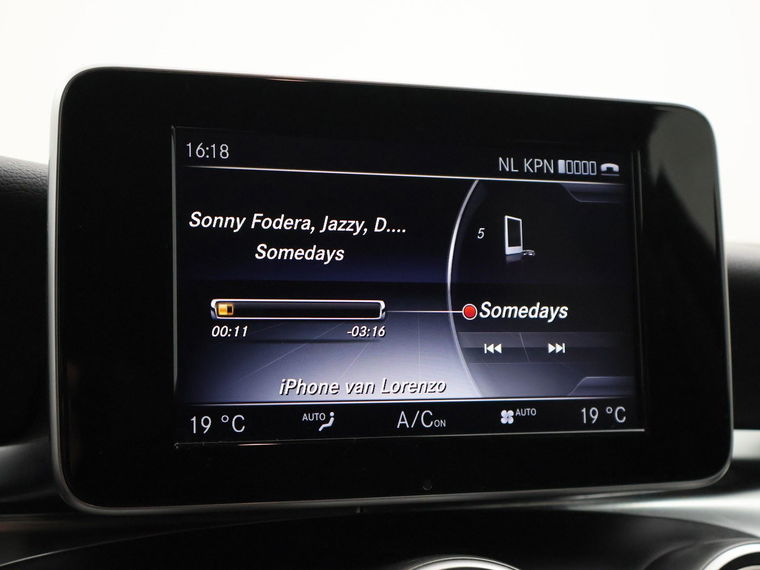 16:18
NL KPN
Sonny Fodera, Jazzy, D....
Somedays
5
Somedays
00:11 -03:16
iPhone van Lorenzo
19 °C AUTO A/C ON AUTO 19 °C